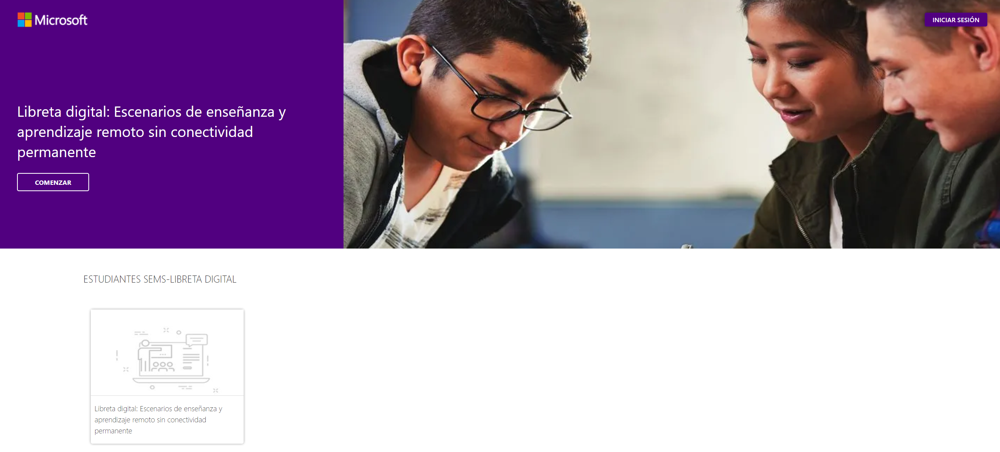 Microsoft
INICIAR SESIÓN
Libreta digital: Escenarios de enseñanza y
aprendizaje remoto sin conectividad
permanente
COMENZAR
ESTUDIANTES SEMS-LIBRETA DIGITAL
Libreta digital: Escenarios de enseñanza y
aprendizaje remoto sin conectividad
permanente